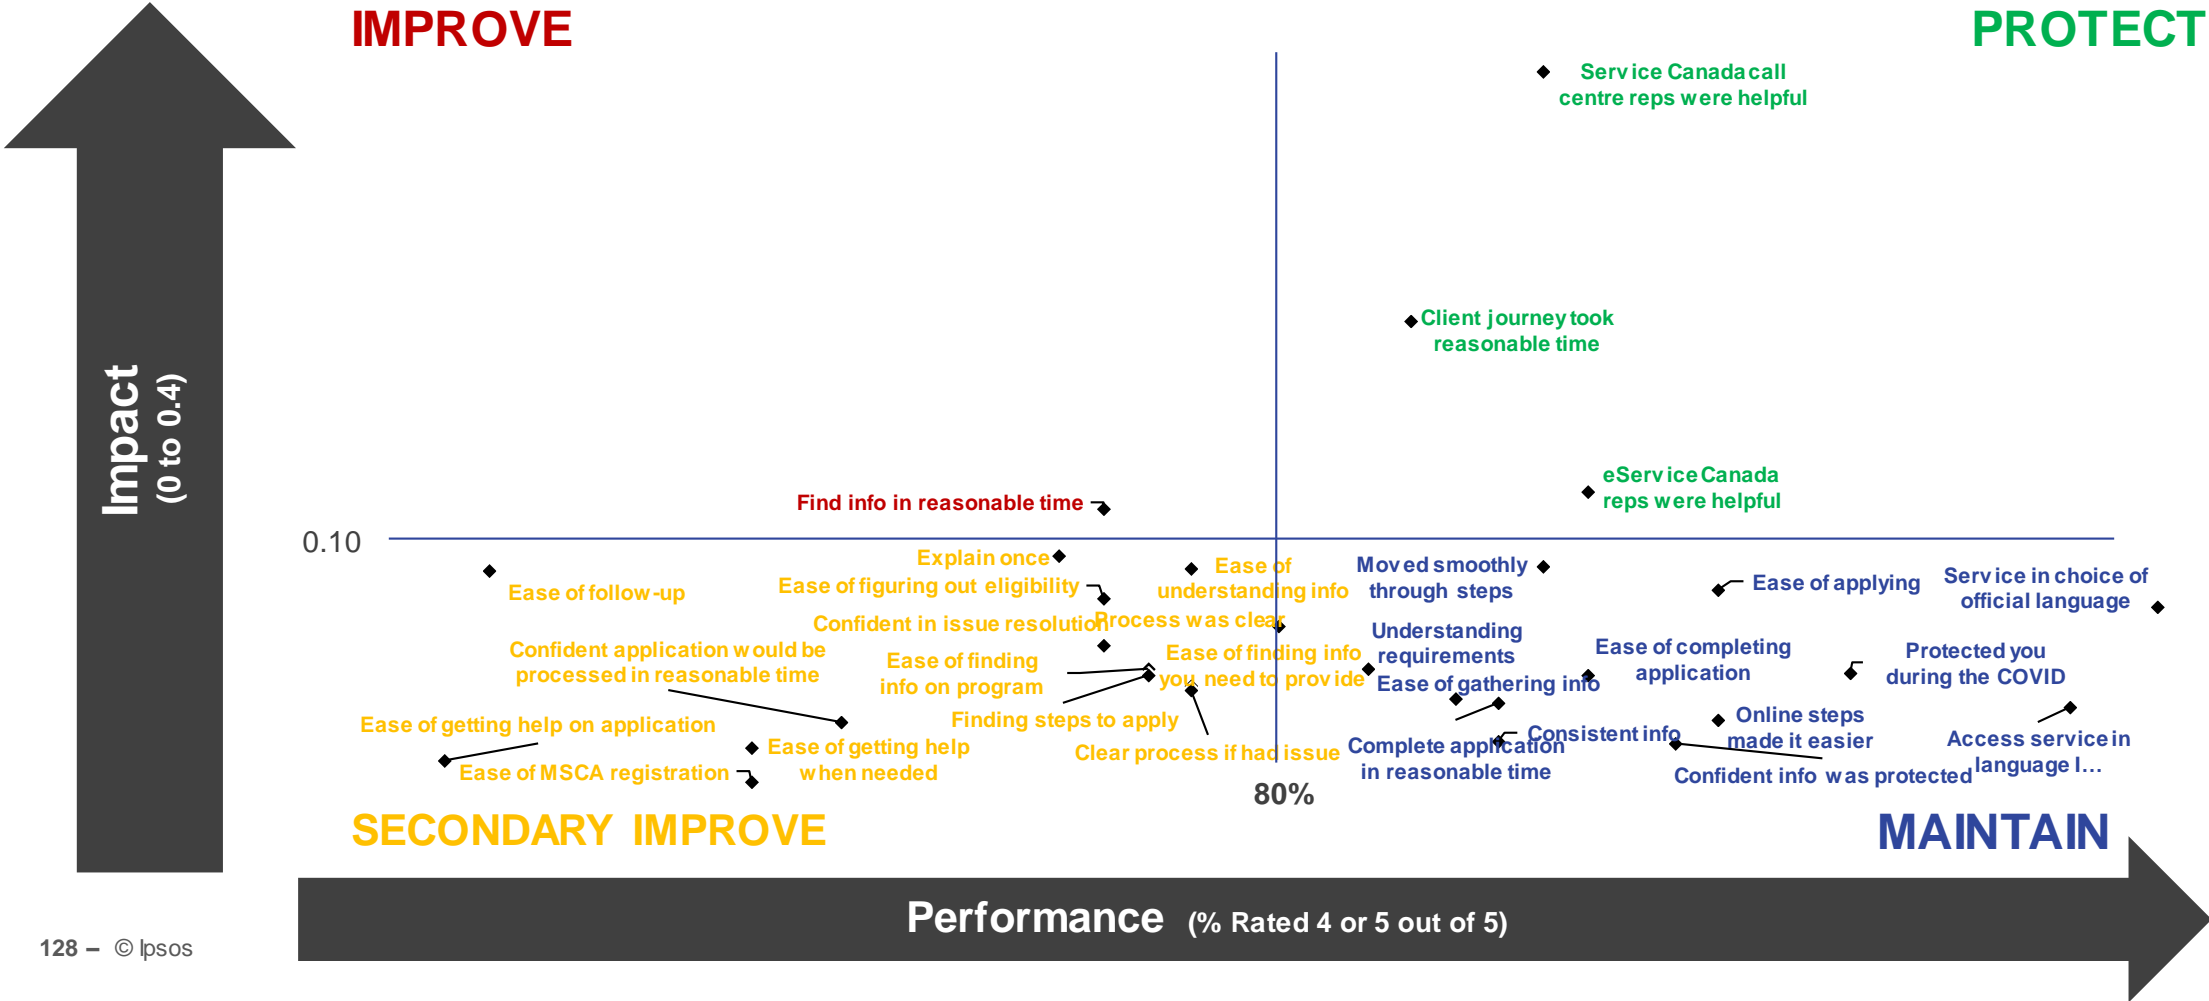 IMPROVE
PROTECT
Service Canada call
centre reps were helpful
Client journey took
reasonable time
Impact
(0 to 0.4)
eService Canada
reps were helpful
Find info in reasonable time
0.10
Explain once
Ease of
understanding info
Moved smoothly
through steps
Ease of follow-up
Ease of figuring out eligibility
Ease of applying
Service in choice of
official language
Confident in issue resolution
Process was clear
Understanding
requirements
Confident application would be
processed in reasonable time
Ease of finding
info on program
Ease of finding info
you need to provide
Ease of completing
application
Protected you
during the COVID
Ease of gathering info
Ease of getting help on application
Finding steps to apply
Consistent info
Online steps
made it easier
Ease of getting help
when needed
Clear process if had issue
Complete application
in reasonable time
Access service in
language I…
Ease of MSCA registration
Confident info was protected
80%
SECONDARY IMPROVE
MAINTAIN
Performance (% Rated 4 or 5 out of 5)
128 – © Ipsos